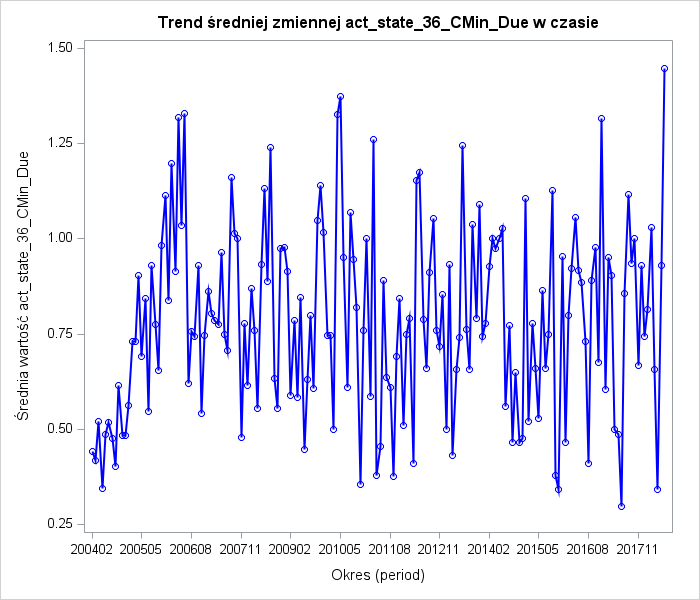 Trend średniej zmiennej act_state_36_CMin_Due w czasie
Średnia wartość act_state_36_CMin_Due
1.50
1.25
1.00
0.75
0.50
0.25
200402 200505 200608 200711 200902 201005 201108 201211 201402 201505 201608 201711
Okres (period)